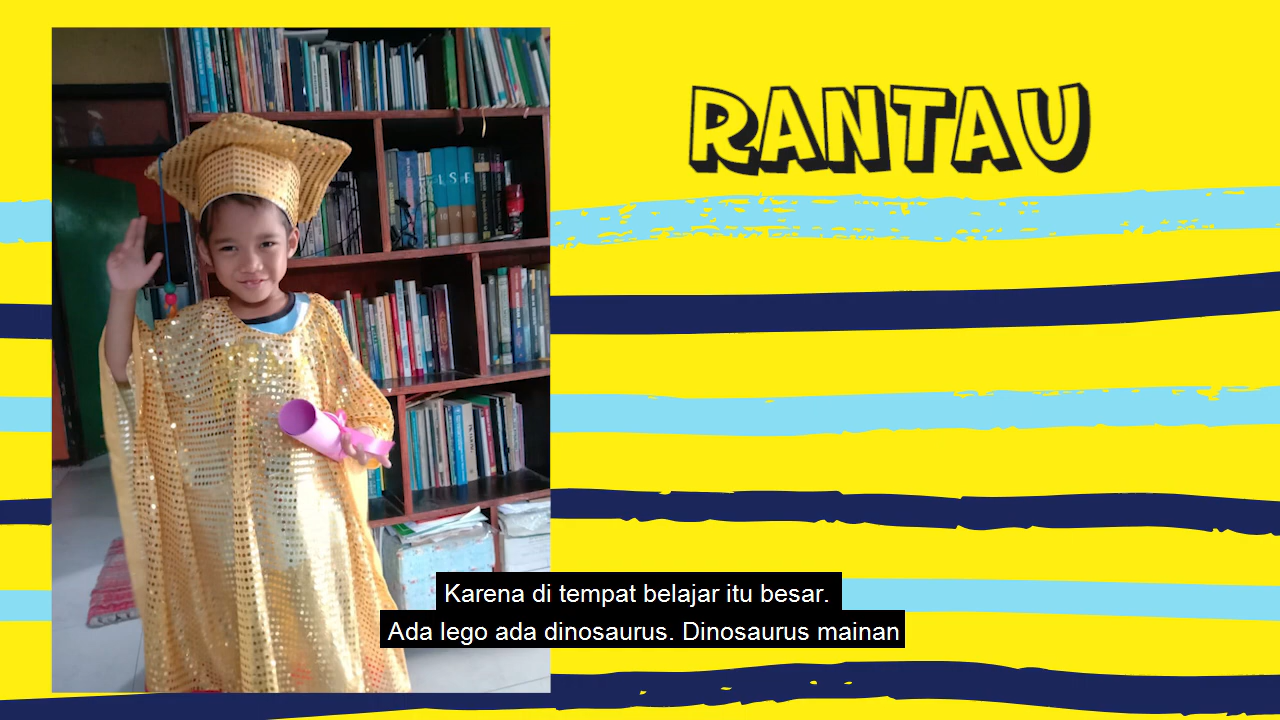 RANTAU
Karena di tempat belajar itu besar.
Ada lego ada dinosaurus. Dinosaurus mainan